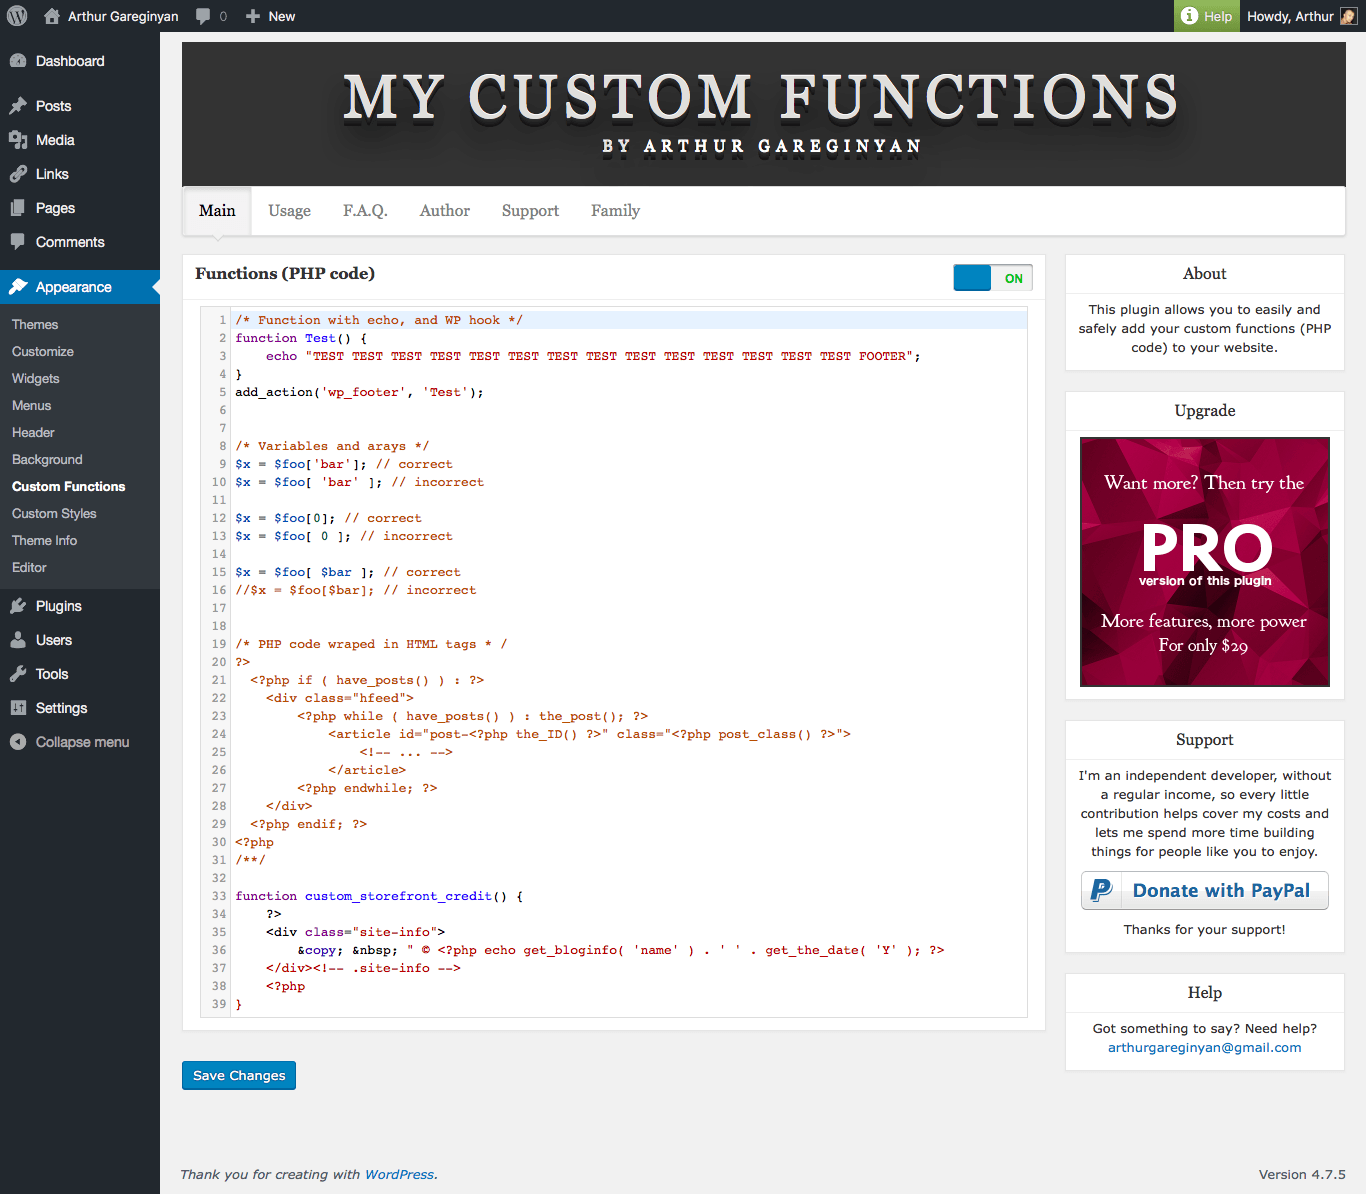 Arthur Gareginyan 0 New Help Howdy, Arthur
Dashboard
Posts
Media
Links
Pages
Comments
Appearance
Themes
Customize
Widgets
Menus
Header
Background
Custom Functions
Custom Styles
Theme Info
Editor
Plugins
Users
Tools
Settings
Collapse menu
MY CUSTOM FUNCTIONS
BY ARTHUR GAREGINYAN
Main Usage F.A.Q. Author Support Family
Functions (PHP code) ON
1 /* Function with echo, and WP hook */
2 function Test() {
3     echo "TEST TEST TEST TEST TEST TEST TEST TEST TEST TEST TEST TEST TEST TEST FOOTER";
4 }
5 add_action('wp_footer', 'Test');
6
7
8 /* Variables and arays */
9 $x = $foo['bar']; // correct
10 $x = $foo[ 'bar' ]; // incorrect
11
12 $x = $foo[0]; // correct
13 $x = $foo[ 0 ]; // incorrect
14
15 $x = $foo[ $bar ]; // correct
16 //$x = $foo[$bar]; // incorrect
17
18
19 /* PHP code wraped in HTML tags * /
20 ?>
21   <?php if ( have_posts() ) : ?>
22     <div class="hfeed">
23         <?php while ( have_posts() ) : the_post(); ?>
24             <article id="post-<?php the_ID() ?>" class="<?php post_class() ?>">
25                 <!-- ... -->
26             </article>
27         <?php endwhile; ?>
28     </div>
29   <?php endif; ?>
30 <?php
31 /**/
32
33 function custom_storefront_credit() {
34     ?>
35     <div class="site-info">
36         &copy; &nbsp; " © <?php echo get_bloginfo( 'name' ) . ' ' . get_the_date( 'Y' ); ?>
37     </div><!-- .site-info -->
38     <?php
39 }
Save Changes
About
This plugin allows you to easily and
safely add your custom functions (PHP
code) to your website.
Upgrade
Want more? Then try the
PRO
version of this plugin
More features, more power
For only $29
Support
I'm an independent developer, without
a regular income, so every little
contribution helps cover my costs and
lets me spend more time building
things for people like you to enjoy.
Donate with PayPal
Thanks for your support!
Help
Got something to say? Need help?
arthurgareginyan@gmail.com
Thank you for creating with WordPress. Version 4.7.5